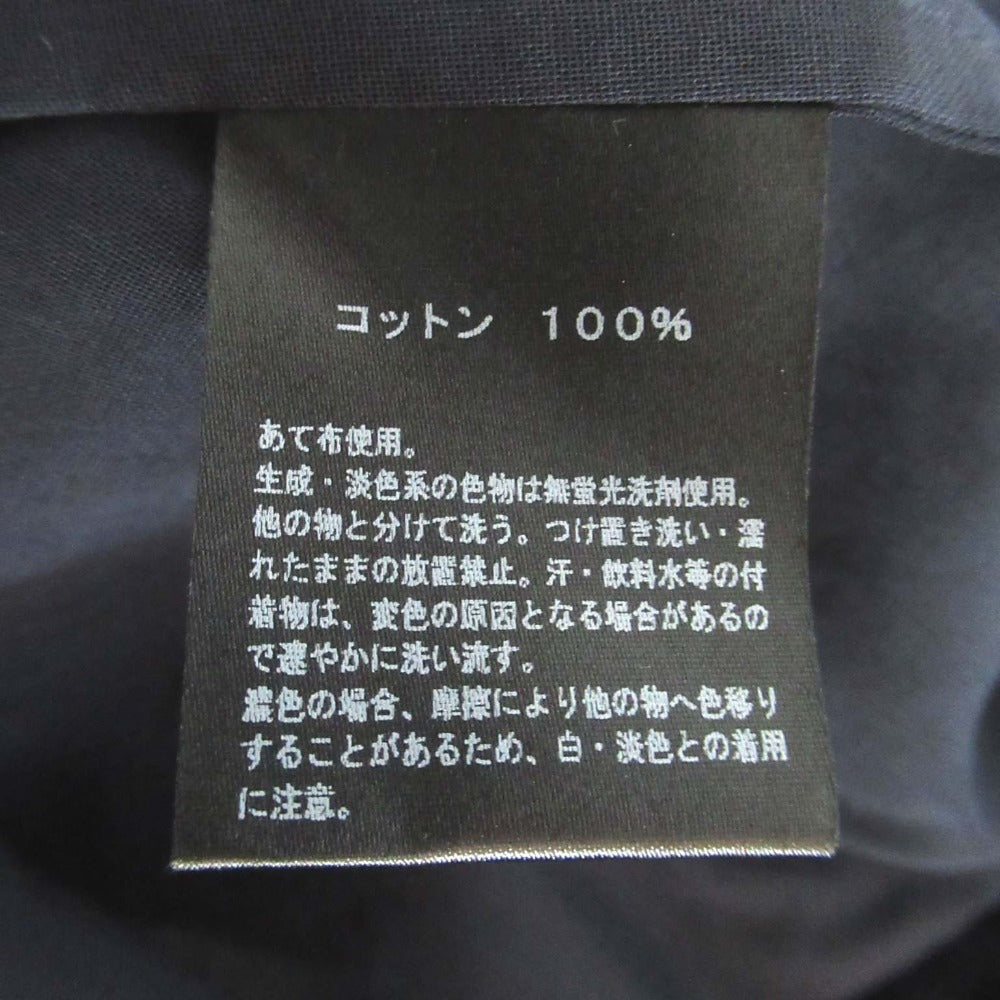 コットン 100%
あて布使用。
生成・淡色系の色物は無蛍光洗剤使用。
他の物と分けて洗う。つけ置き洗い・濡
れたままの放置禁止。汗・飲料水等の付
着物は、変色の原因となる場合があるの
で速やかに洗い流す。
濃色の場合、摩擦により他の物へ色移り
することがあるため、白・淡色との着用
に注意。